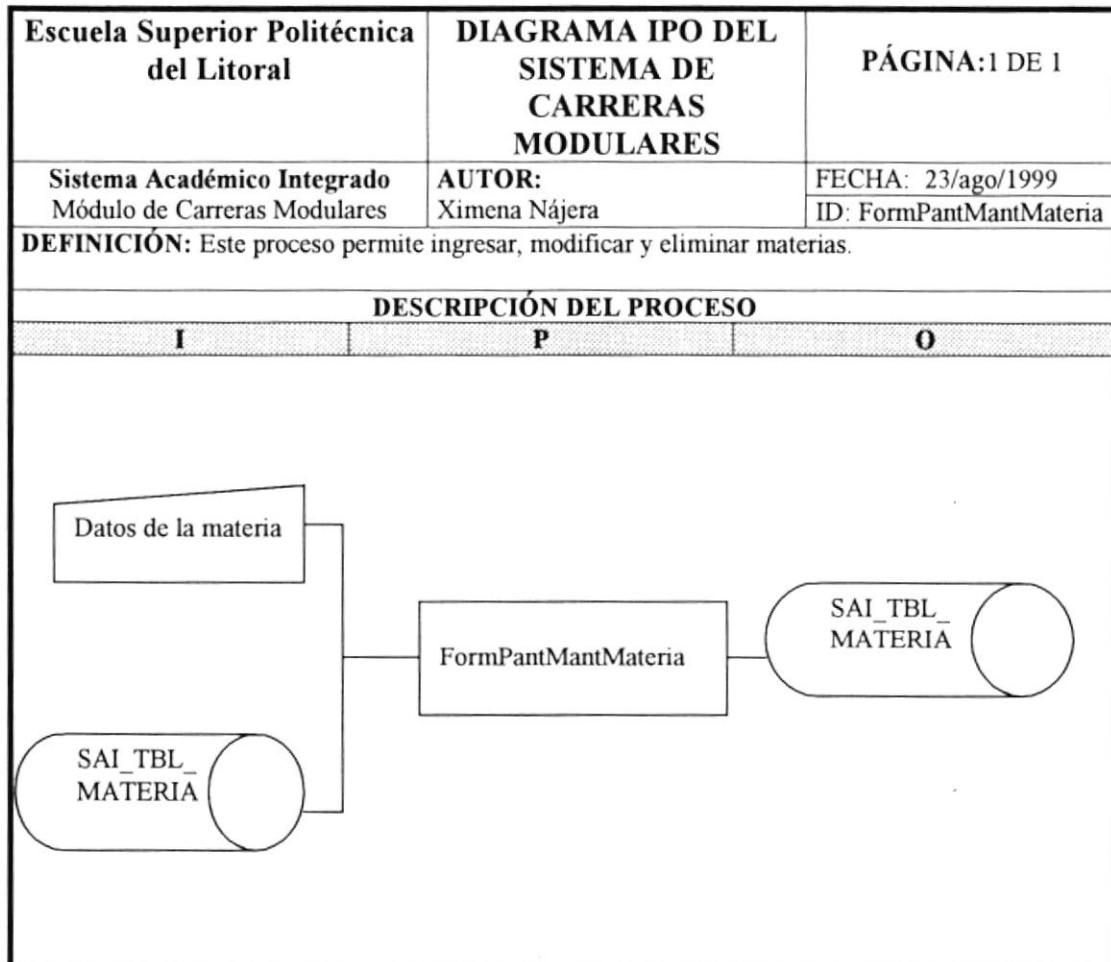 Escuela Superior Politécnica
del Litoral
DIAGRAMA IPO DEL
SISTEMA DE
CARRERAS
MODULARES
PÁGINA:1 DE 1
Sistema Académico Integrado
Módulo de Carreras Modulares
AUTOR:
Ximena Nájera
FECHA: 23/ago/1999
ID: FormPantMantMateria
DEFINICIÓN: Este proceso permite ingresar, modificar y eliminar materias.
DESCRIPCIÓN DEL PROCESO
I P O
Datos de la materia
SAI_TBL_
MATERIA
FormPantMantMateria
SAI_TBL_
MATERIA